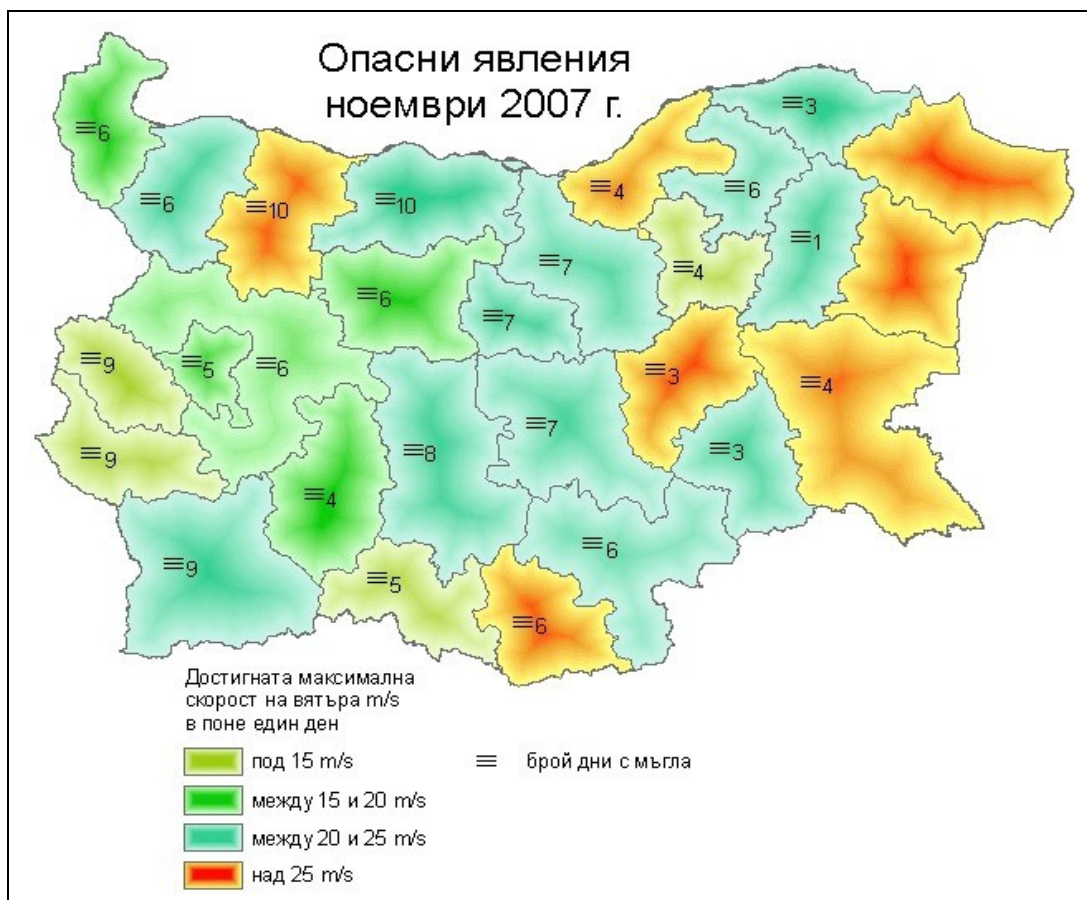 Опасни явления
ноември 2007 г.
3
6
4
6
6
10
10
1
7
4
6
7
9
5
6
3
4
7
8
3
9
4
6
9
5
6
Достигната максимална
скорост на вятъра m/s
в поне един ден
под 15 m/s
брой дни с мъгла
между 15 и 20 m/s
между 20 и 25 m/s
над 25 m/s